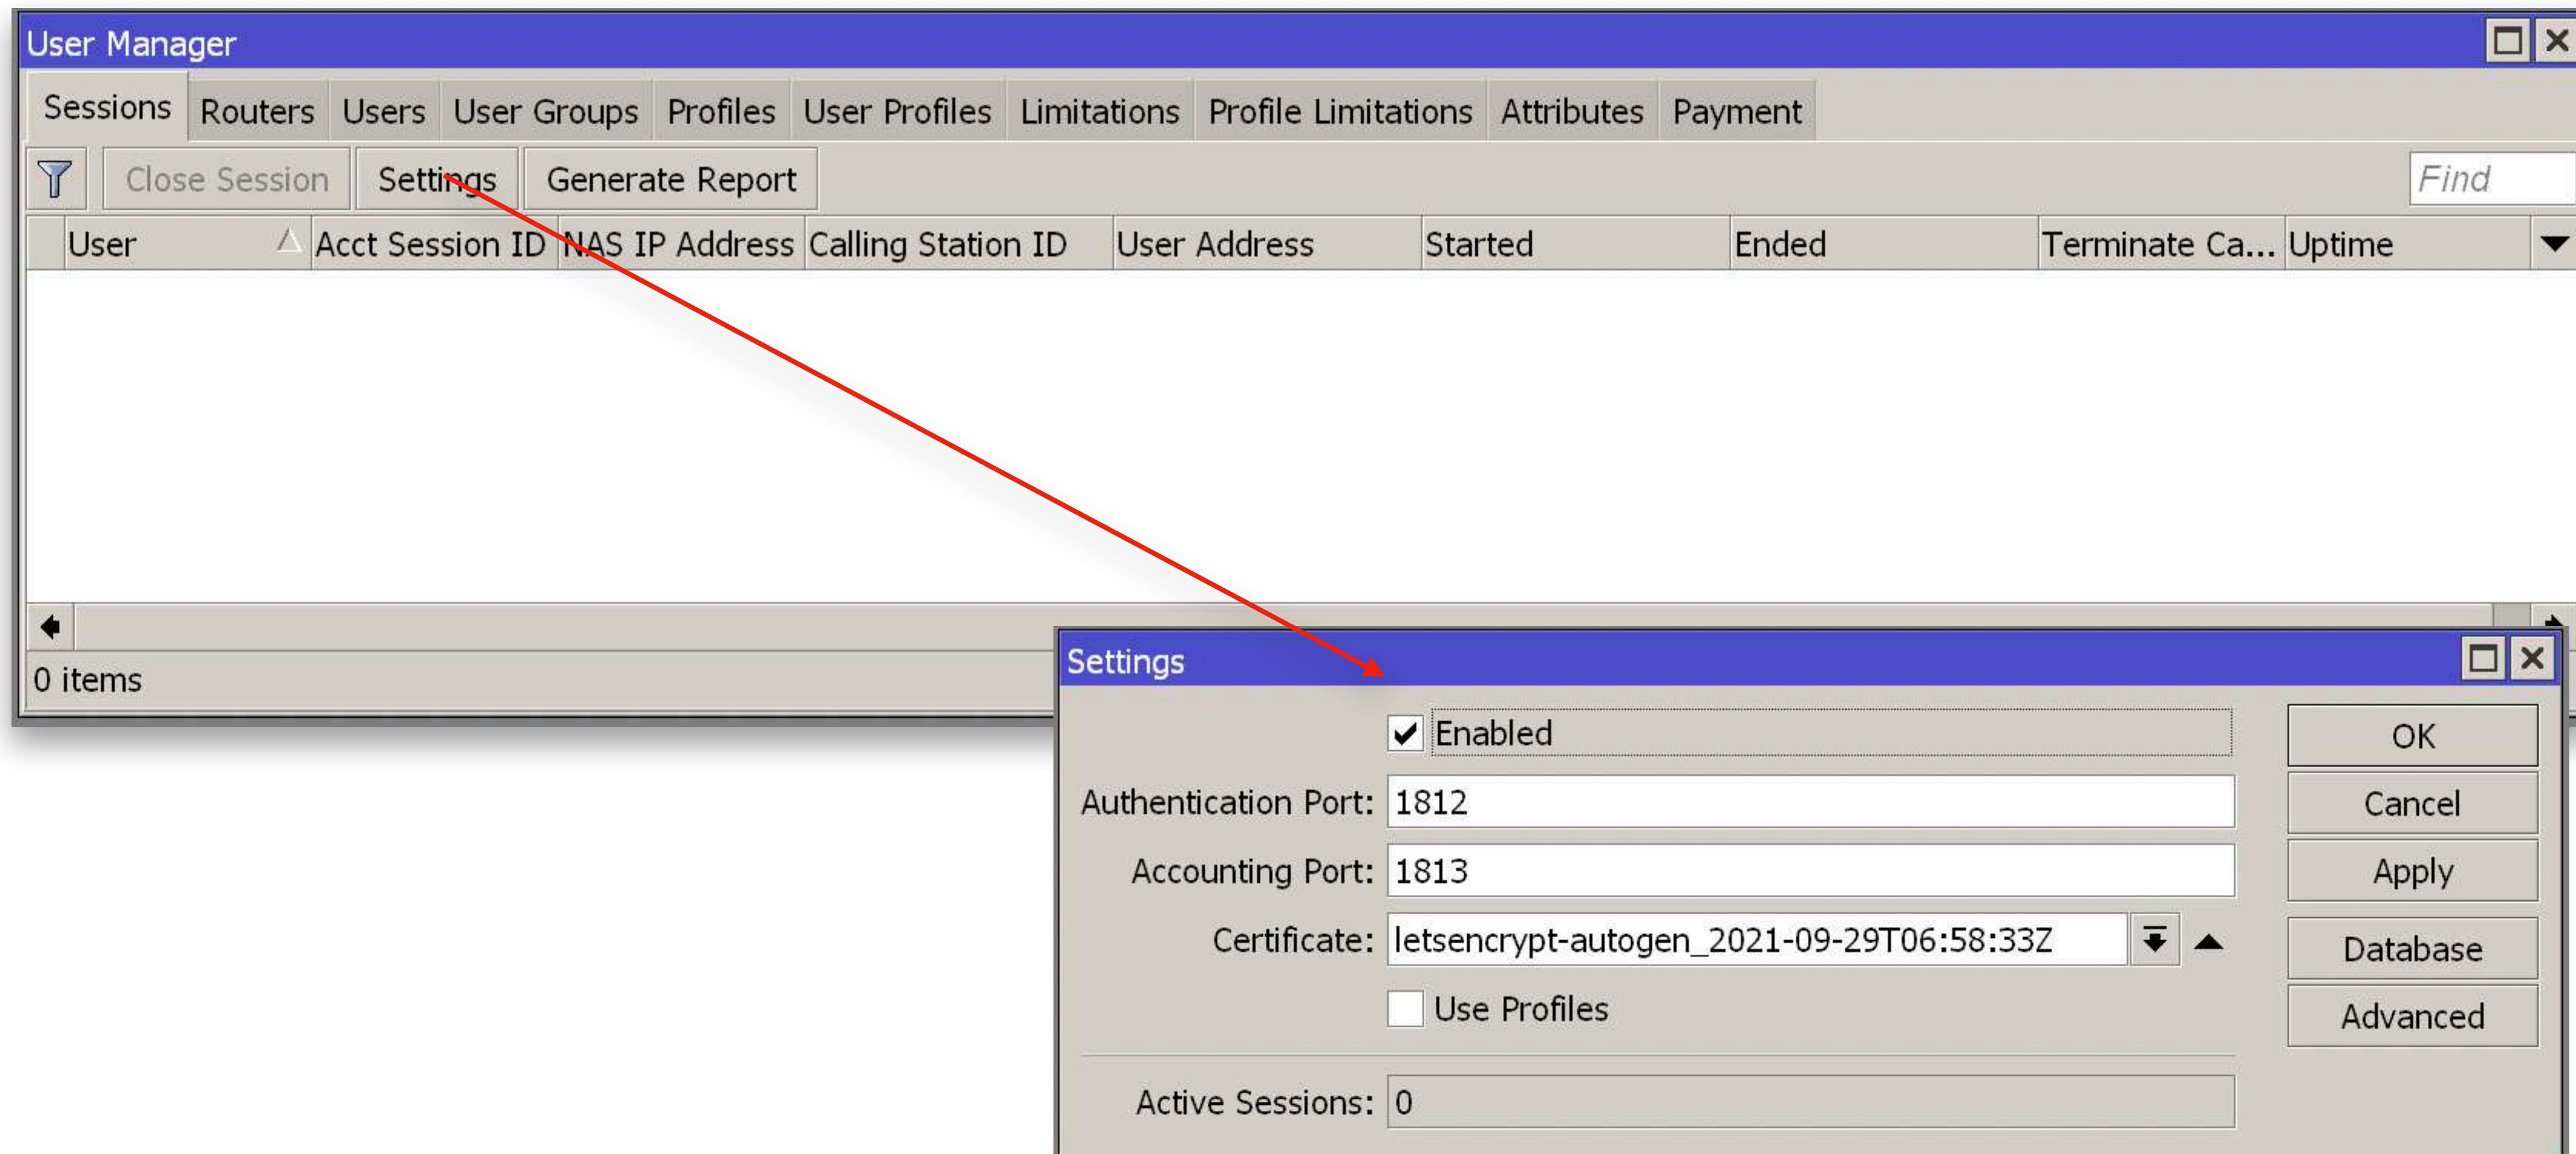 User Manager
Sessions Routers Users User Groups Profiles User Profiles Limitations Profile Limitations Attributes Payment
Close Session Settings Generate Report Find
User Acct Session ID NAS IP Address Calling Station ID User Address Started Ended Terminate Ca... Uptime
0 items
Settings
Enabled OK
Authentication Port: 1812 Cancel
Accounting Port: 1813 Apply
Certificate: letsencrypt-autogen_2021-09-29T06:58:33Z Database
Use Profiles Advanced
Active Sessions: 0